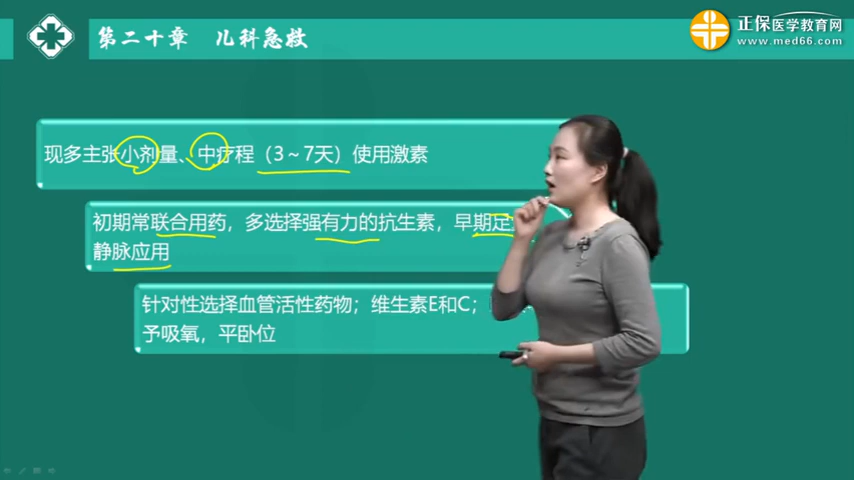 第二十章 儿科急救
正保医学教育网
www.med66.com
现多主张小剂量、中疗程（3～7天）使用激素
初期常联合用药，多选择强有力的抗生素，早期足
静脉应用
针对性选择血管活性药物；维生素E和C；
予吸氧，平卧位